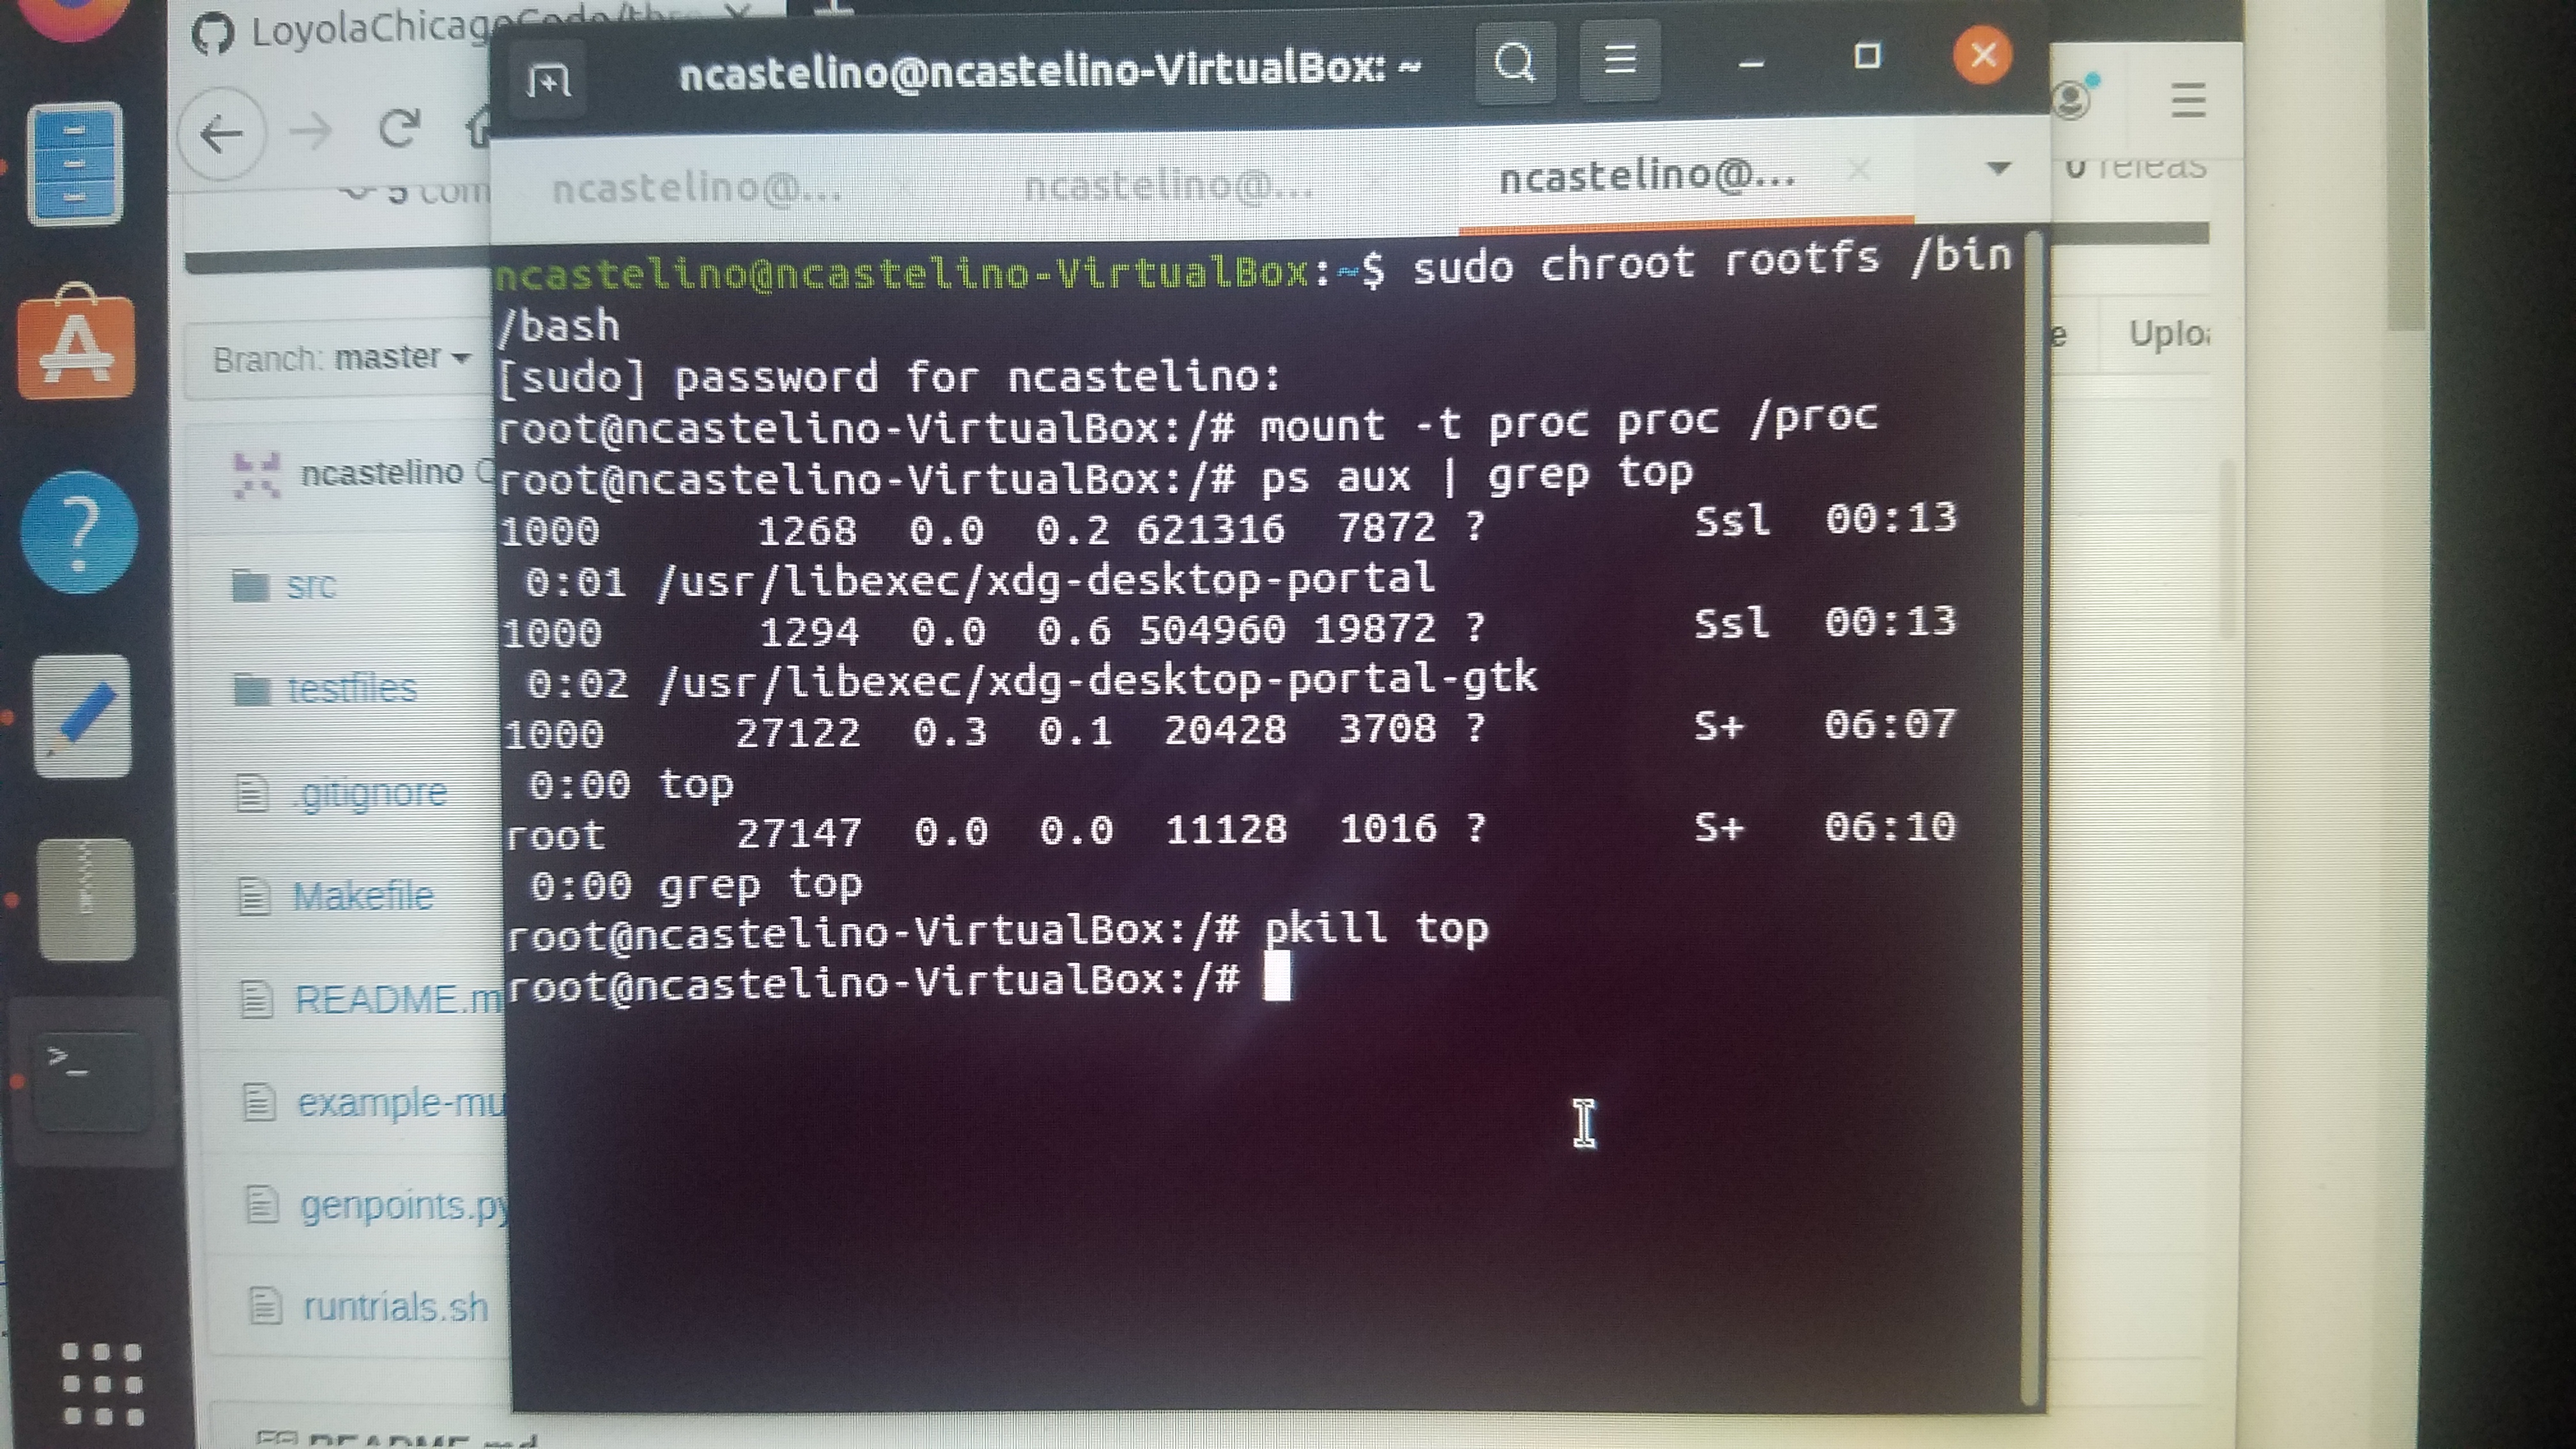 LoyolaChicagoCode/thre
ncastelino@ncastelino-VirtualBox: ~
ncastelino@...
ncastelino@...
ncastelino@...
5 com
0 releas
Branch: master
Uploa
ncastelino
src
testfiles
.gitignore
Makefile
README.m
example-mu
genpoints.py
runtrials.sh
README.md
ncastelino@ncastelino-VirtualBox:~$ sudo chroot rootfs /bin
/bash
[sudo] password for ncastelino:
root@ncastelino-VirtualBox:/# mount -t proc proc /proc
root@ncastelino-VirtualBox:/# ps aux | grep top
1000 1268 0.0 0.2 621316 7872 ? Ssl 00:13
0:01 /usr/libexec/xdg-desktop-portal
1000 1294 0.0 0.6 504960 19872 ? Ssl 00:13
0:02 /usr/libexec/xdg-desktop-portal-gtk
1000 27122 0.3 0.1 20428 3708 ? S+ 06:07
0:00 top
root 27147 0.0 0.0 11128 1016 ? S+ 06:10
0:00 grep top
root@ncastelino-VirtualBox:/# pkill top
root@ncastelino-VirtualBox:/#